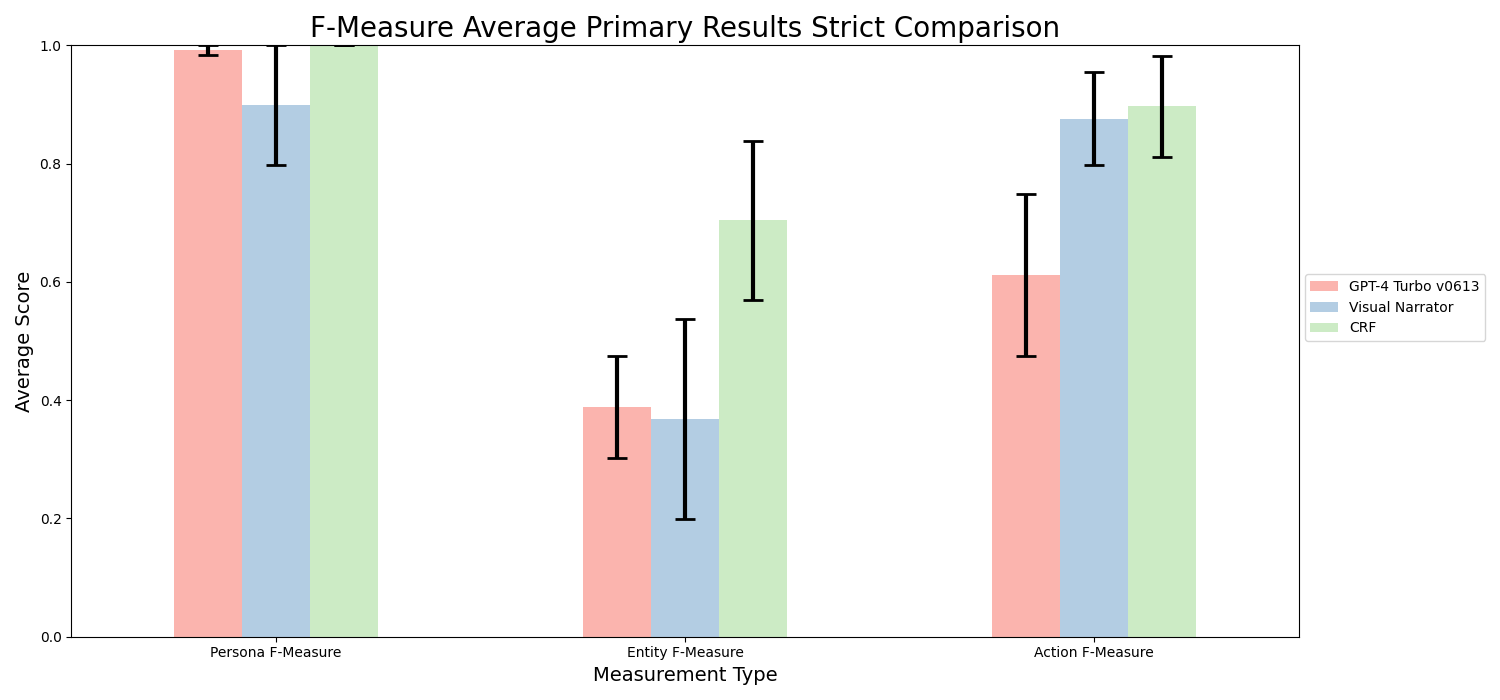 F-Measure Average Primary Results Strict Comparison
1.0
0.8
0.6
0.4
0.2
0.0
Average Score
Persona F-Measure
Entity F-Measure
Action F-Measure
Measurement Type
GPT-4 Turbo v0613
Visual Narrator
CRF